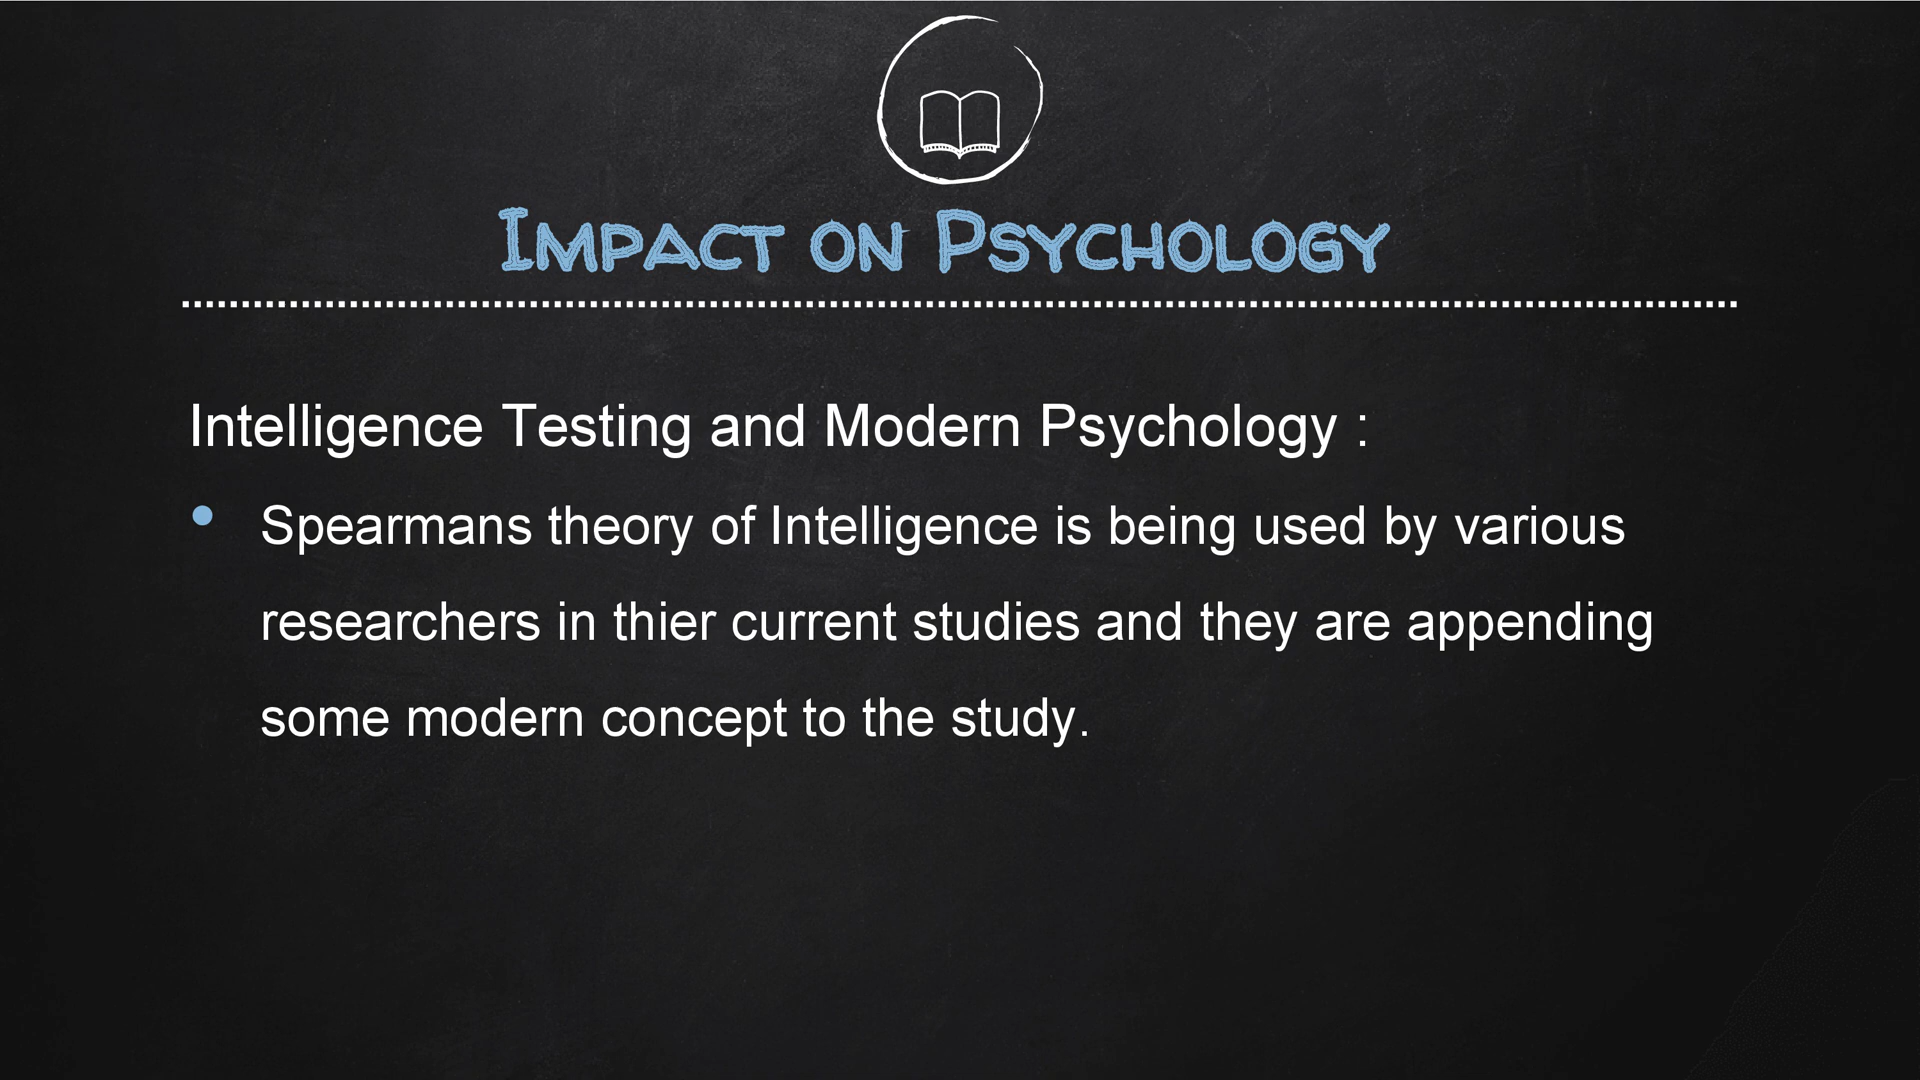 Impact on Psychology
Intelligence Testing and Modern Psychology :
Spearmans theory of Intelligence is being used by various
researchers in thier current studies and they are appending
some modern concept to the study.